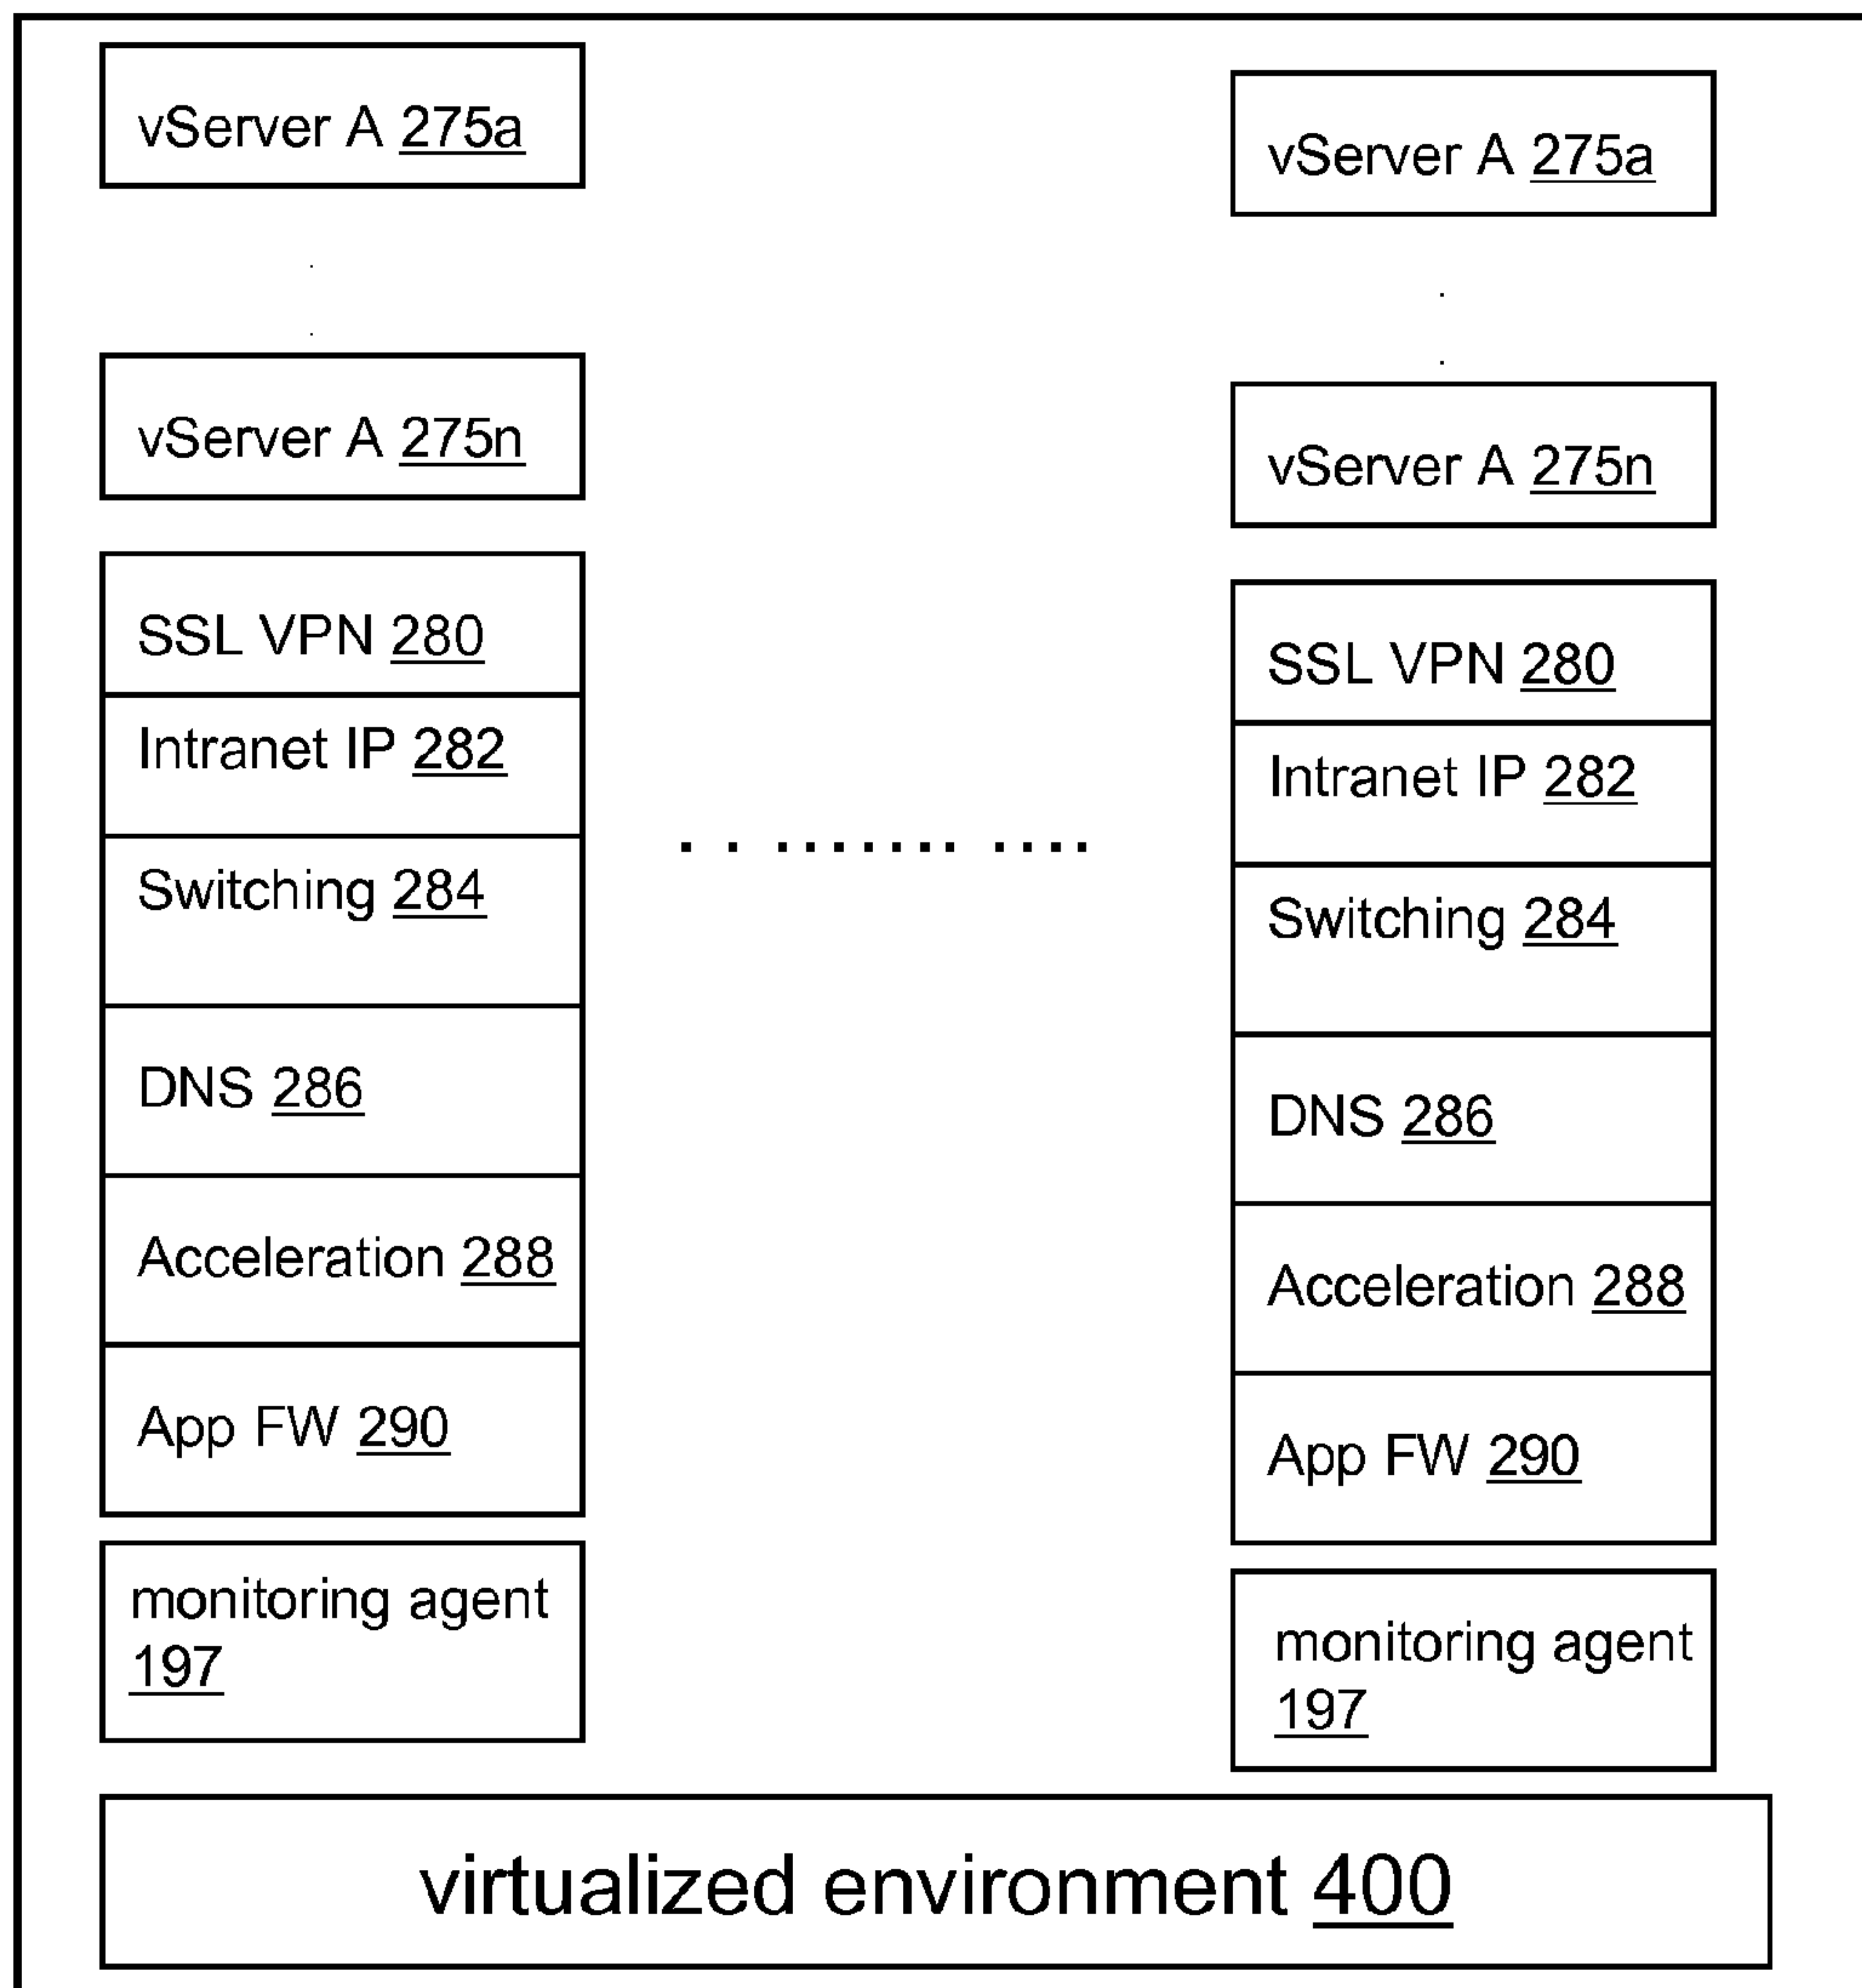 vServer A 275a
vServer A 275n
SSL VPN 280
Intranet IP 282
Switching 284
DNS 286
Acceleration 288
App FW 290
monitoring agent
197
vServer A 275a
vServer A 275n
SSL VPN 280
Intranet IP 282
Switching 284
DNS 286
Acceleration 288
App FW 290
monitoring agent
197
virtualized environment 400